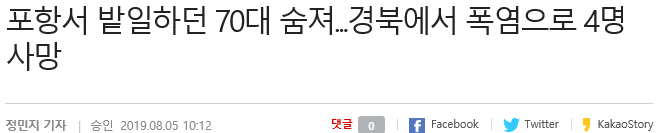 포항서 밭일하던 70대 숨져...경북에서 폭염으로 4명
사망
정민지 기자 | 승인 2019.08.05 10:12 댓글 0 | Facebook | Twitter | KakaoStory